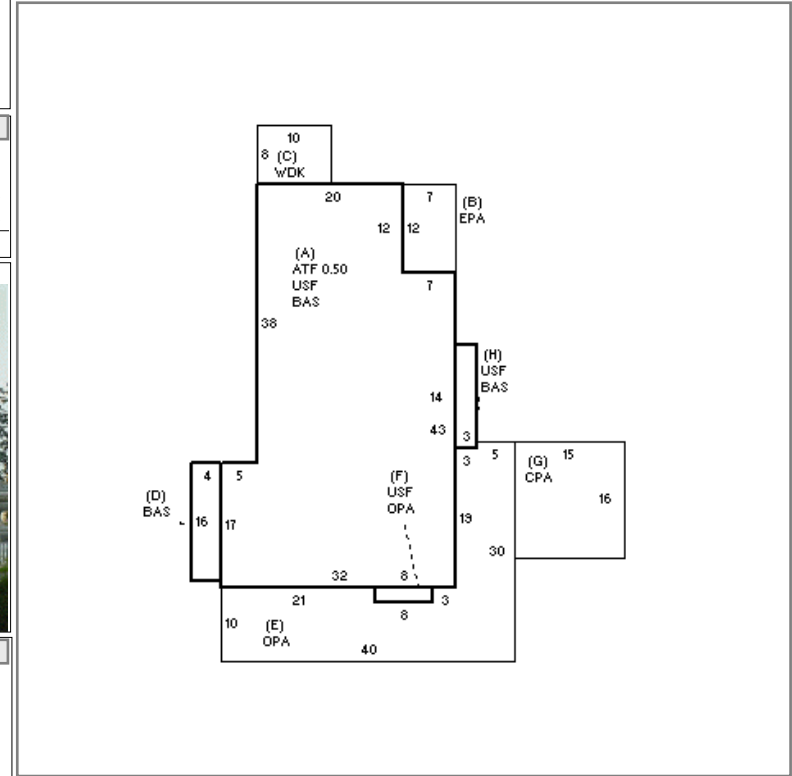 10
8 (C)
WDK
20
7
(B)
EPA
12 12
(A)
ATF 0.50
USF
BAS
7
38
(H)
USF
BAS
14
43
3
3
5
15
(G)
CPA
16
4
5
(F)
USF
OPA
(D)
BAS
16
17
19
30
32
8
21
3
8
10
(E)
OPA
40